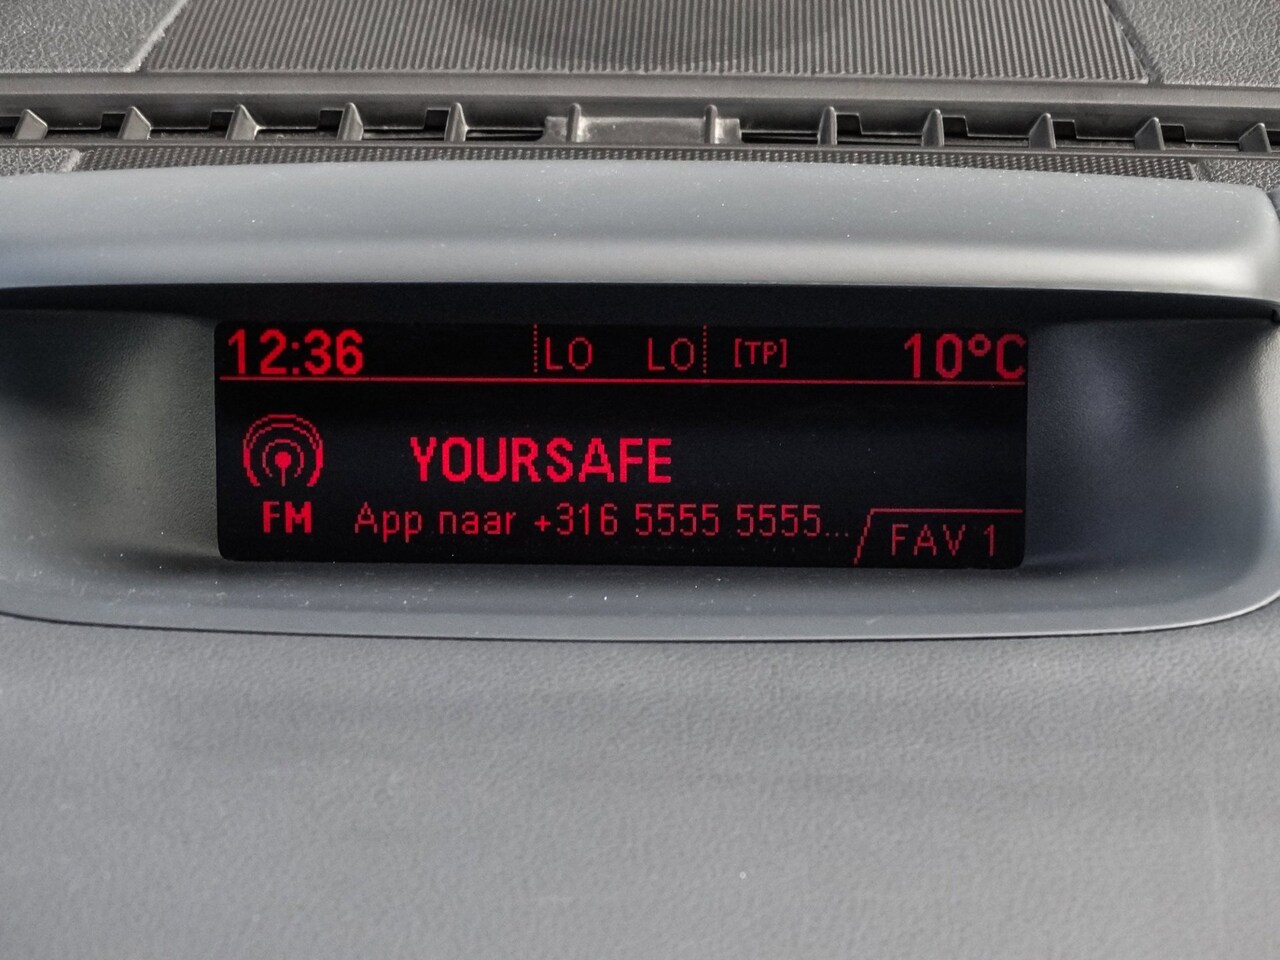 12:36 LO LO [TP] 10°C
YOURSAFE
FM App naar +316 5555 5555... FAV 1